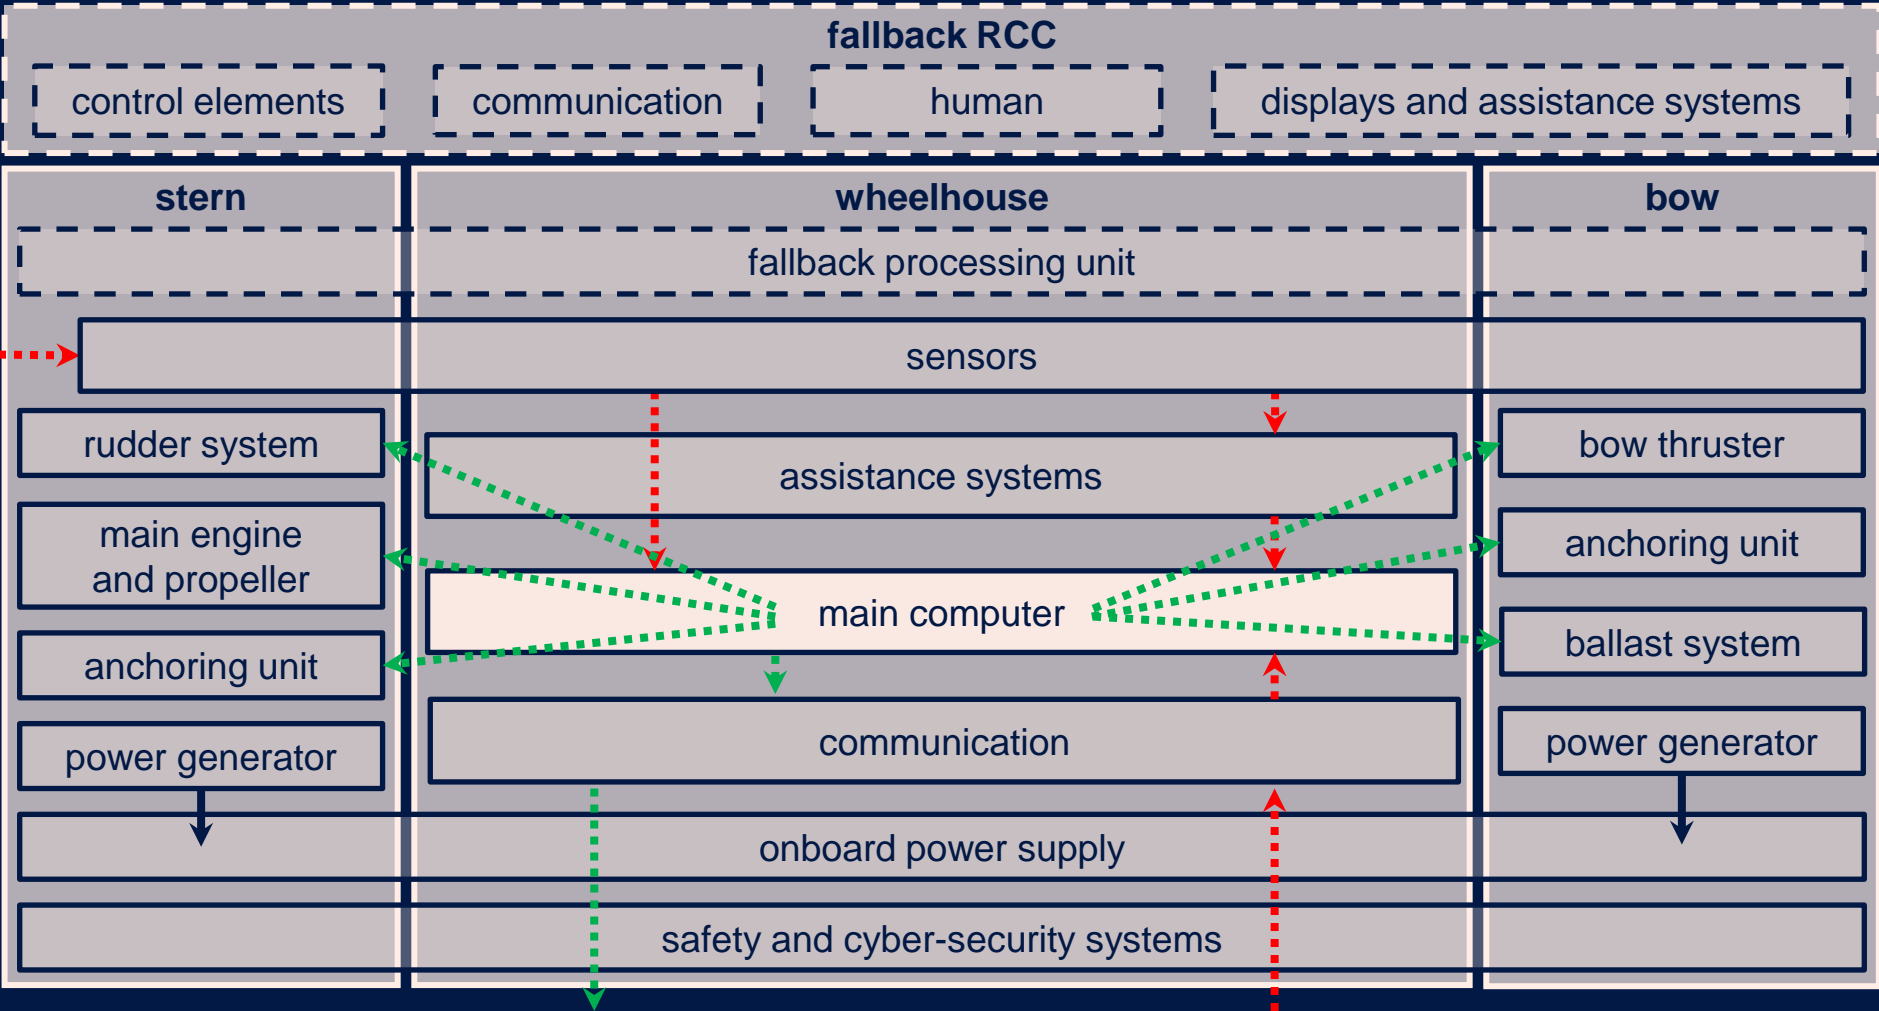 fallback RCC
control elements
communication
human
displays and assistance systems
stern
wheelhouse
bow
fallback processing unit
sensors
rudder system
assistance systems
bow thruster
main engine
and propeller
anchoring unit
main computer
anchoring unit
ballast system
power generator
communication
power generator
onboard power supply
safety and cyber-security systems